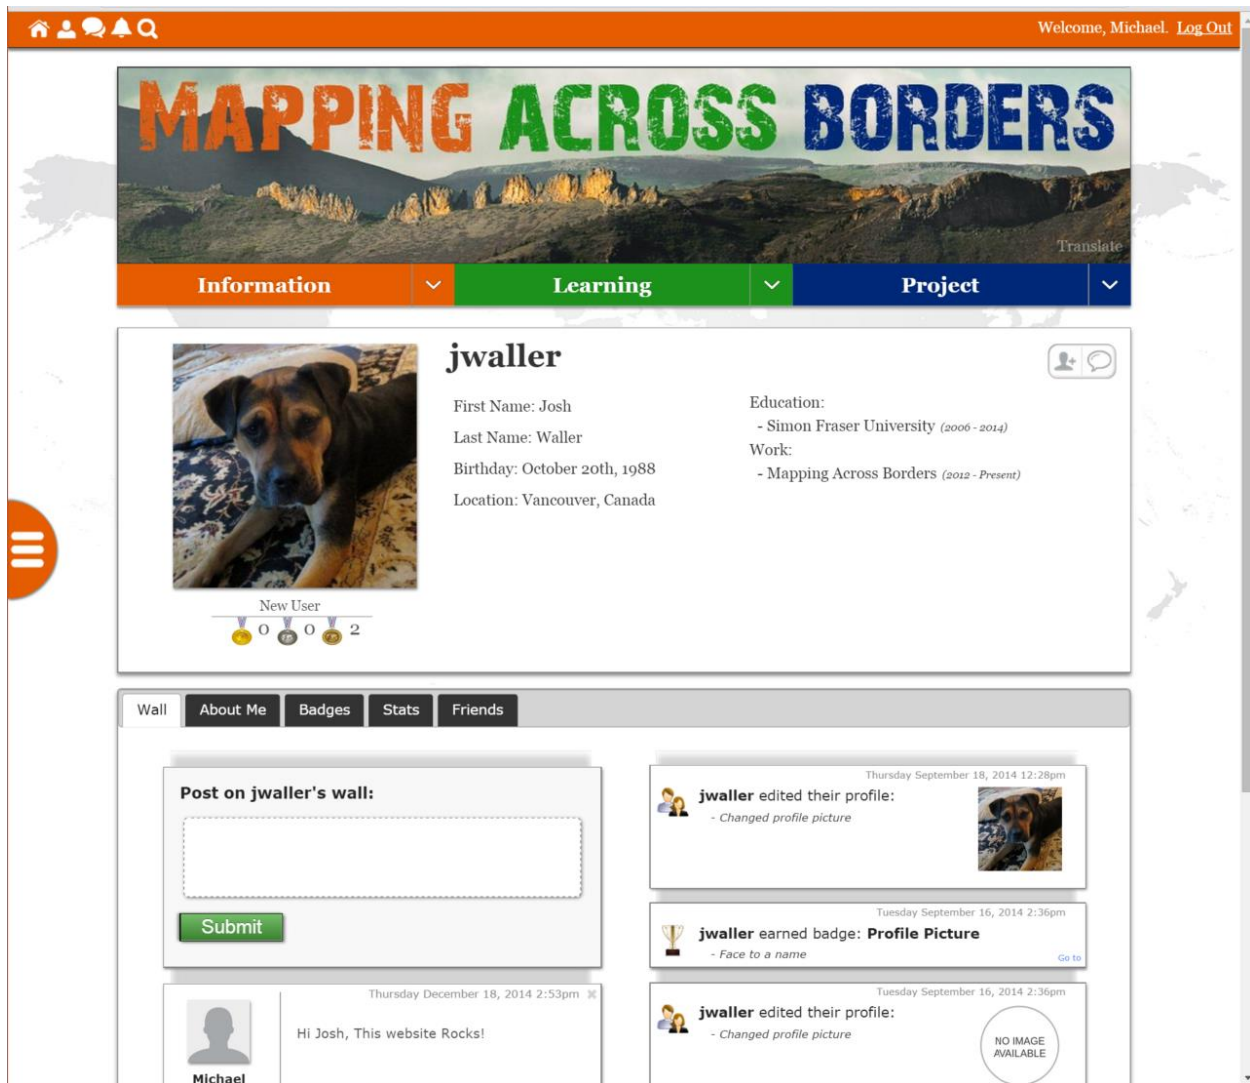 Welcome, Michael. Log Out
MAPPING ACROSS BORDERS
Translate
Information
Learning
Project
jwaller
First Name: Josh
Last Name: Waller
Birthday: October 20th, 1988
Location: Vancouver, Canada
Education:
- Simon Fraser University (2006 - 2014)
Work:
- Mapping Across Borders (2012 - Present)
New User
0 0 2
Wall About Me Badges Stats Friends
Post on jwaller's wall:
Submit
Thursday December 18, 2014 2:53pm
Hi Josh, This website Rocks!
Michael
Thursday September 18, 2014 12:28pm
jwaller edited their profile:
- Changed profile picture
Tuesday September 16, 2014 2:36pm
jwaller earned badge: Profile Picture
- Face to a name
Go to
Tuesday September 16, 2014 2:36pm
jwaller edited their profile:
- Changed profile picture
NO IMAGE
AVAILABLE